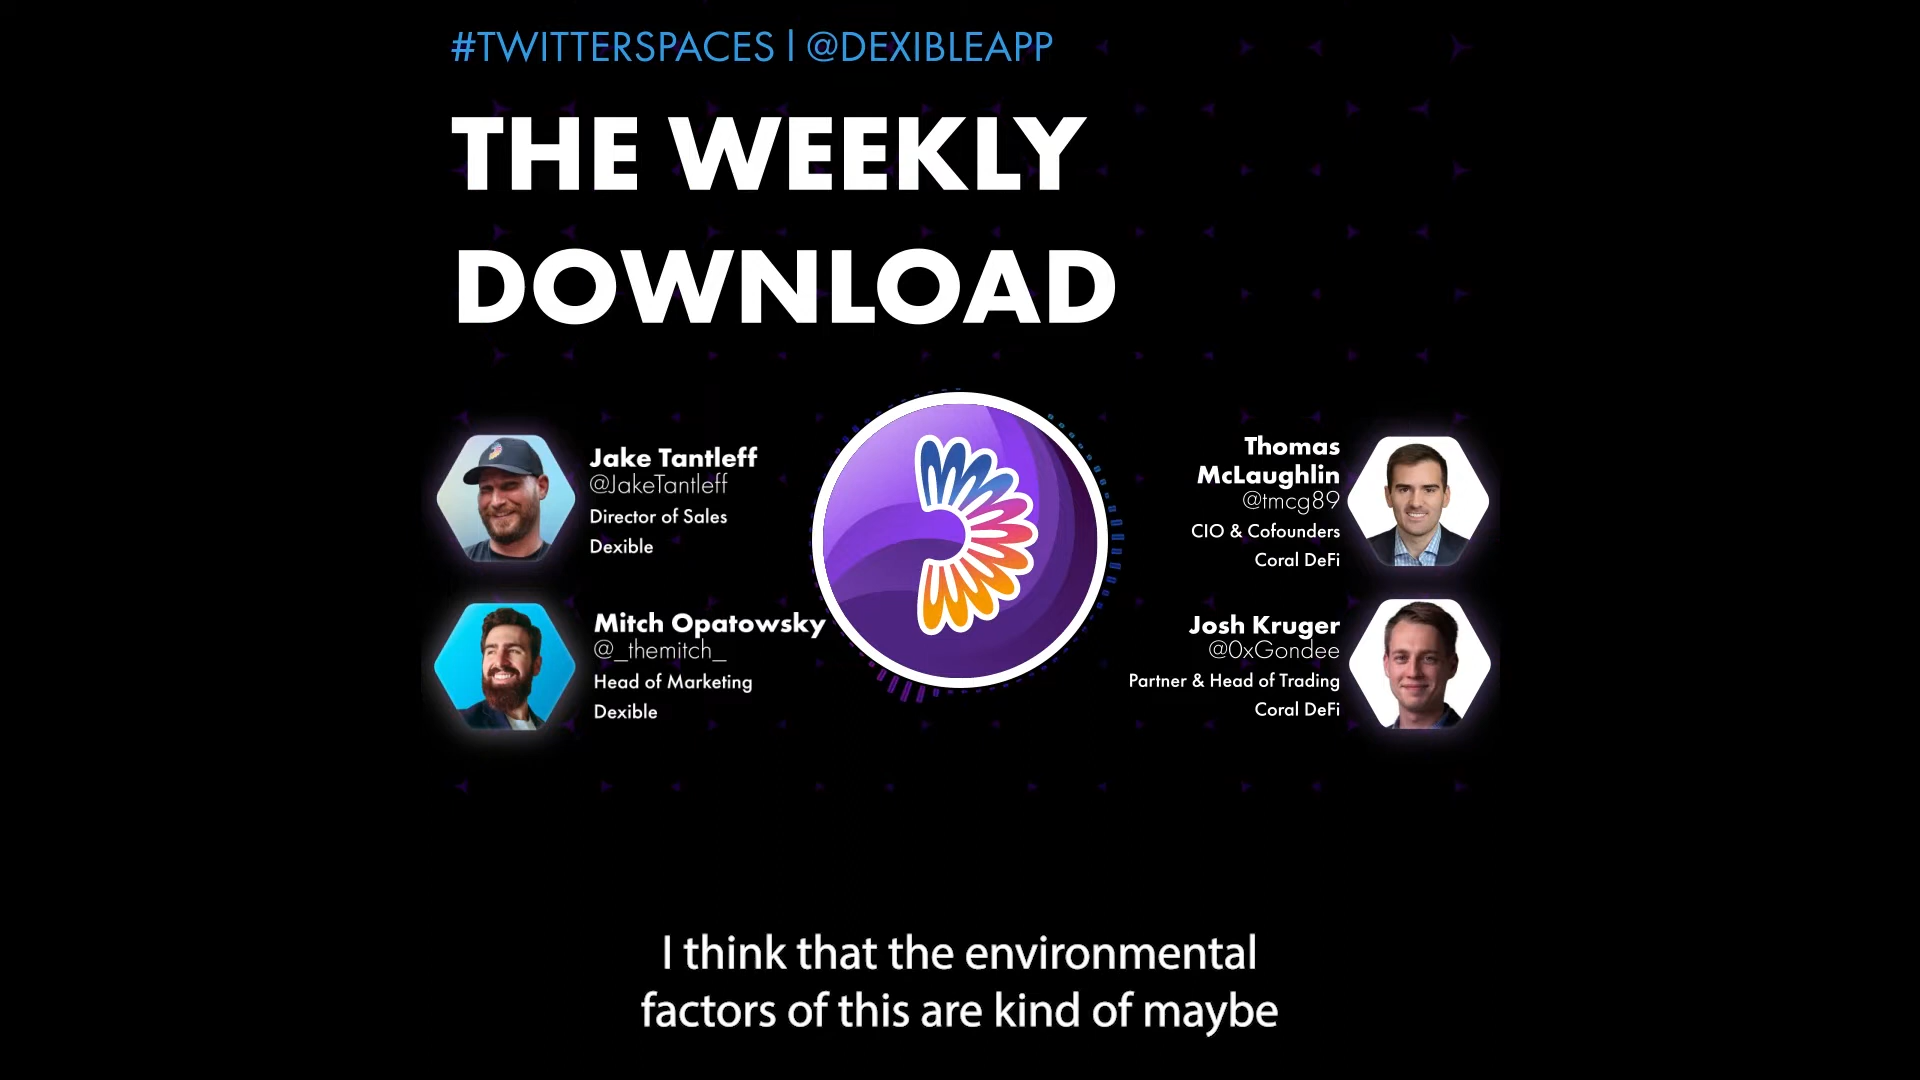 #TWITTERSPACES | @DEXIBLEAPP
THE WEEKLY
DOWNLOAD
Jake Tantleff
@JakeTantleff
Director of Sales
Dexible
Mitch Opatowsky
@_themitch_
Head of Marketing
Dexible
Thomas
McLaughlin
@tmcg89
CIO & Cofounders
Coral DeFi
Josh Kruger
@0xGondee
Partner & Head of Trading
Coral DeFi
I think that the environmental
factors of this are kind of maybe